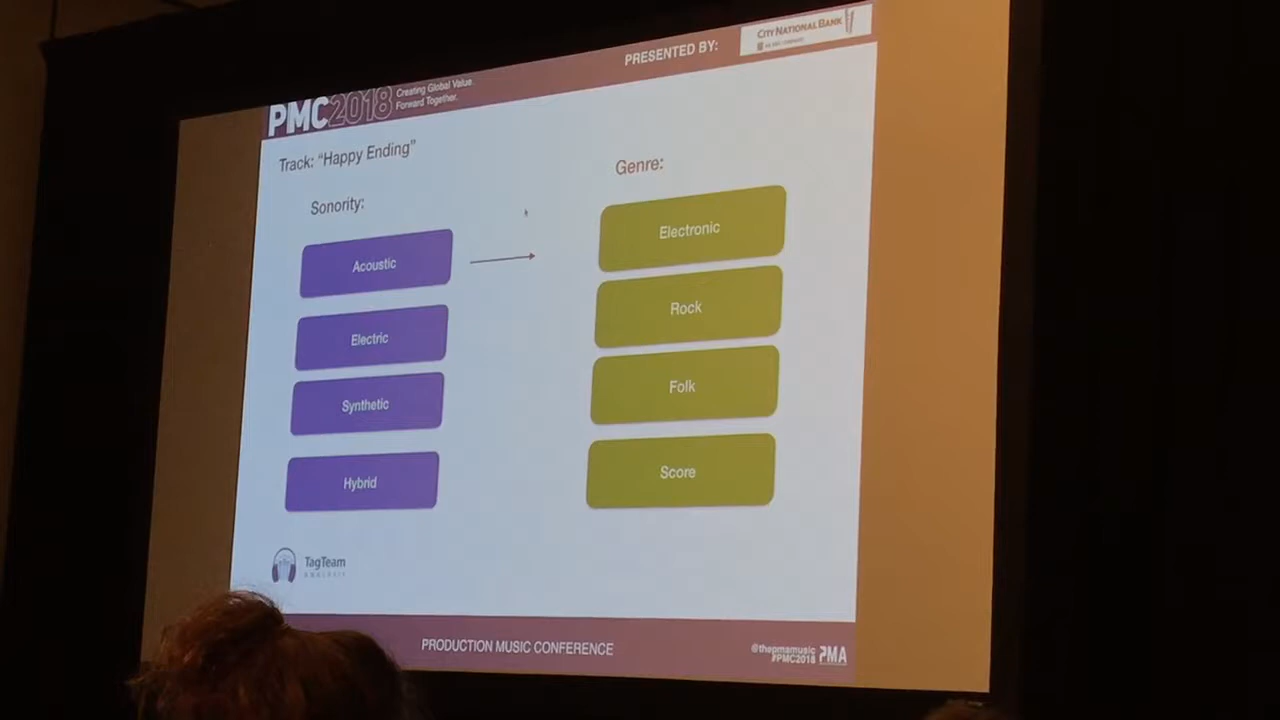 PRESENTED BY:
CITY NATIONAL BANK
PMC2018
Creating Global Value.
Forward Together.
Track: “Happy Ending”
Sonority:
Genre:
Acoustic
Electric
Synthetic
Hybrid
Electronic
Rock
Folk
Score
TagTeam
ANALYSIS
PRODUCTION MUSIC CONFERENCE
@thepmamusic
#PMC2018
PMA